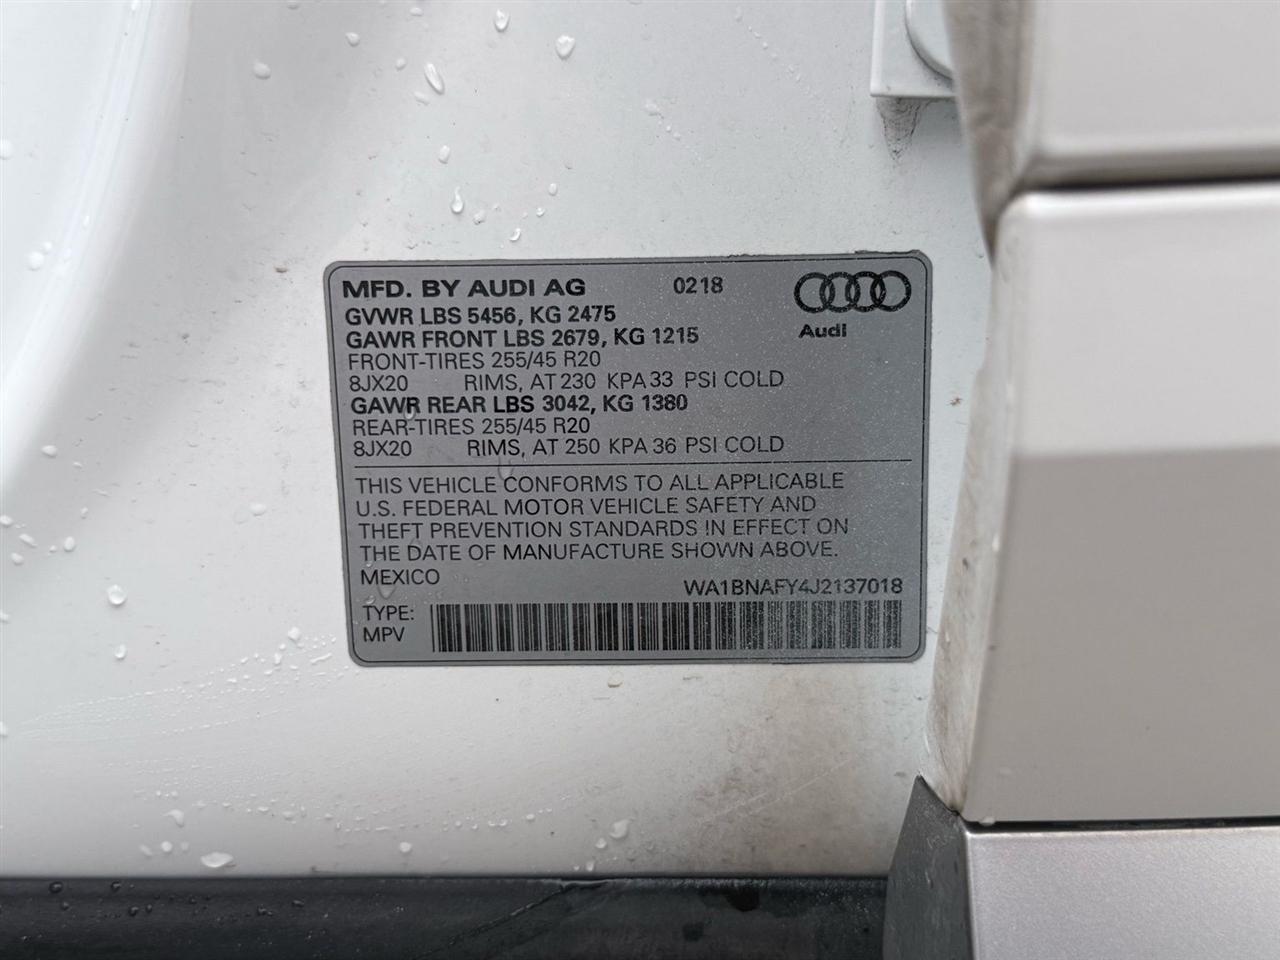 MFD. BY AUDI AG 0218
Audi
GVWR LBS 5456, KG 2475
GAWR FRONT LBS 2679, KG 1215
FRONT-TIRES 255/45 R20
8JX20 RIMS, AT 230 KPA 33 PSI COLD
GAWR REAR LBS 3042, KG 1380
REAR-TIRES 255/45 R20
8JX20 RIMS, AT 250 KPA 36 PSI COLD
THIS VEHICLE CONFORMS TO ALL APPLICABLE
U.S. FEDERAL MOTOR VEHICLE SAFETY AND
THEFT PREVENTION STANDARDS IN EFFECT ON
THE DATE OF MANUFACTURE SHOWN ABOVE.
MEXICO WA1BNAFY4J2137018
TYPE:
MPV